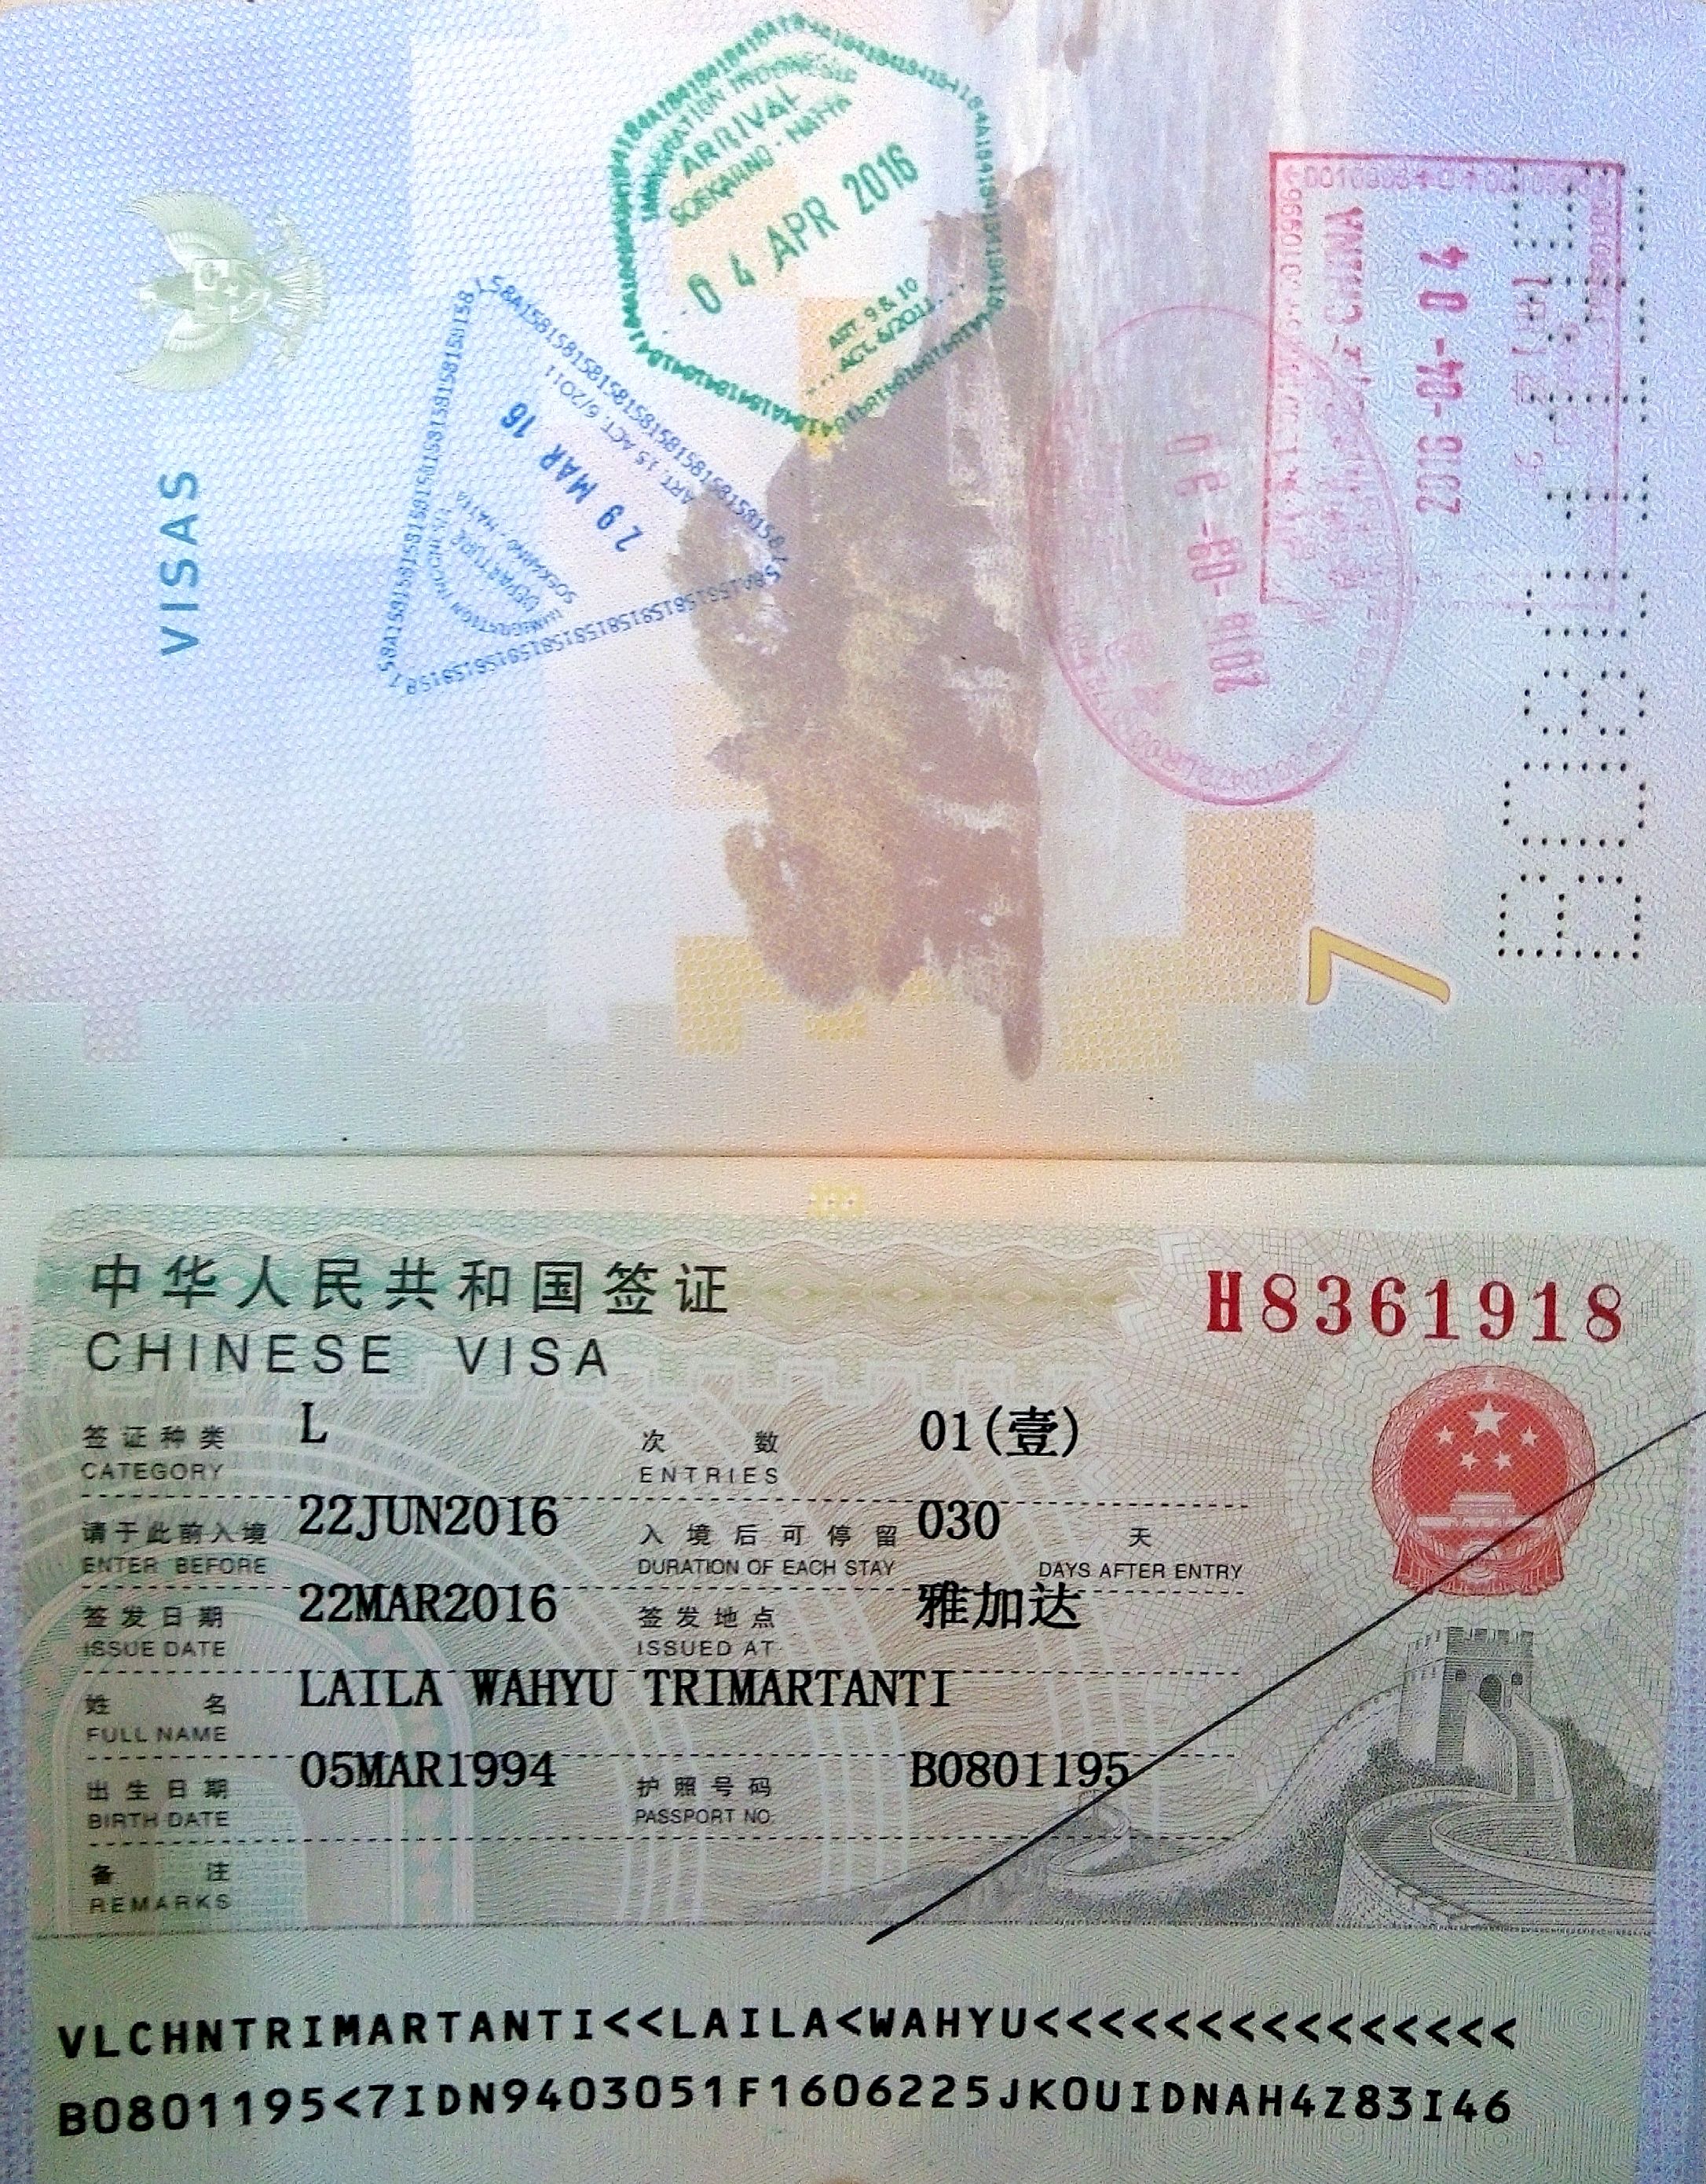 VISAS
IMMIGRATION INDONESIA
ARRIVAL
SOEKARNO - HATTA
04 APR 2016
ART. 9 & 10
ACT. 6/2011
ART. 15 ACT. 6/2011
29 MAR 16
DEPARTURE
SOEKARNO - HATTA
CHINA
2016-04-04
7
中华人民共和国签证
H8361918
CHINESE VISA
签证种类 L 次数 01(壹)
CATEGORY ENTRIES
请于此前入境 22JUN2016 入境后可停留 030 天
ENTER BEFORE DURATION OF EACH STAY DAYS AFTER ENTRY
签发日期 22MAR2016 签发地点 雅加达
ISSUE DATE ISSUED AT
姓名 LAILA WAHYU TRIMARTANTI
FULL NAME
出生日期 05MAR1994 护照号码 B0801195
BIRTH DATE PASSPORT NO.
备注
REMARKS
VLCHNTRIMARTANTI<<LAILA<WAHYU<<<<<<<<<<<<<<<
B0801195<7IDN9403051F1606225JKOUIDNAH4Z83I46